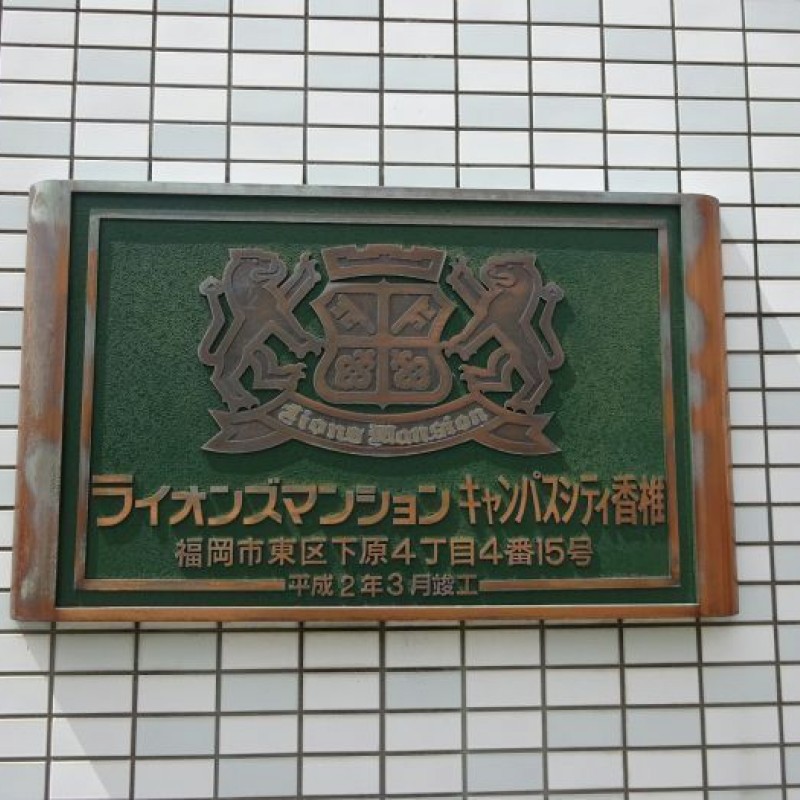 Lions Mansion
ライオンズマンションキャンパスシティ香椎
福岡市東区下原4丁目4番15号
平成2年3月竣工